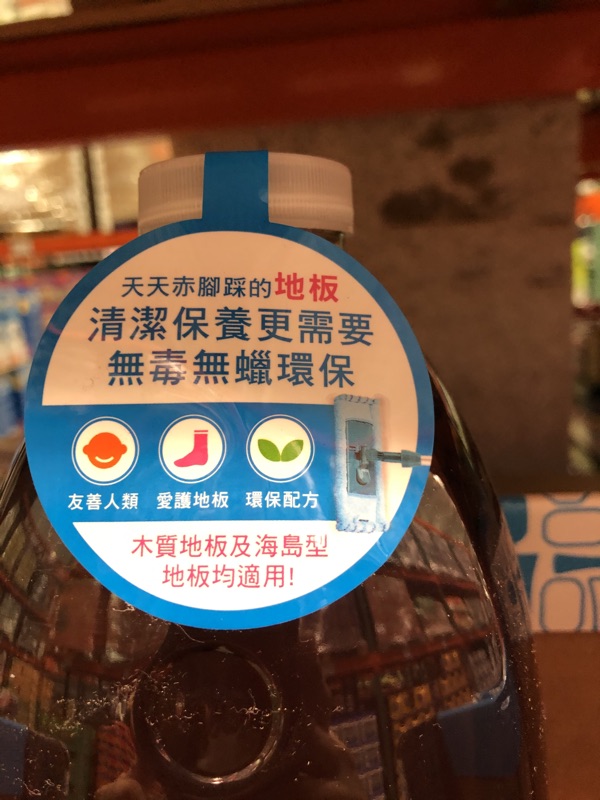 天天赤腳踩的地板
清潔保養更需要
無毒無蠟環保
友善人類 愛護地板 環保配方
木質地板及海島型
地板均適用!